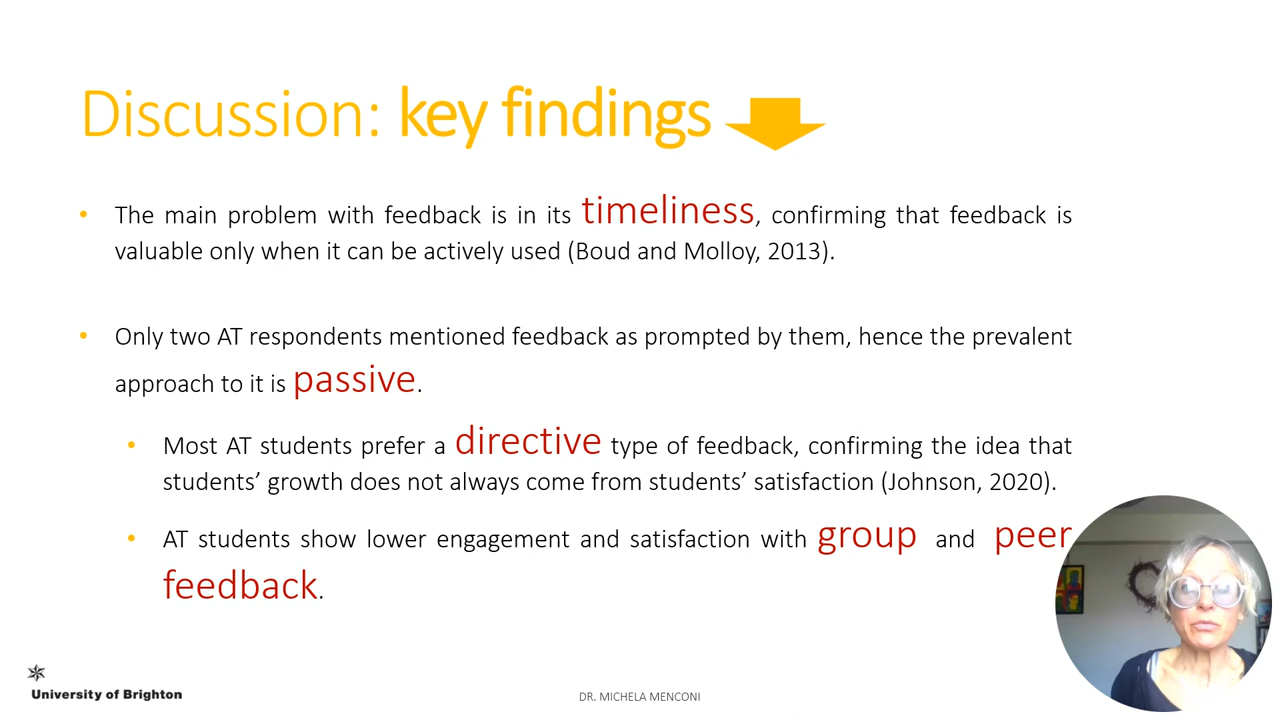 Discussion: key findings
• The main problem with feedback is in its timeliness, confirming that feedback is
valuable only when it can be actively used (Boud and Molloy, 2013).
• Only two AT respondents mentioned feedback as prompted by them, hence the prevalent
approach to it is passive.
• Most AT students prefer a directive type of feedback, confirming the idea that
students’ growth does not always come from students’ satisfaction (Johnson, 2020).
• AT students show lower engagement and satisfaction with group and peer
feedback.
University of Brighton
DR. MICHELA MENCONI